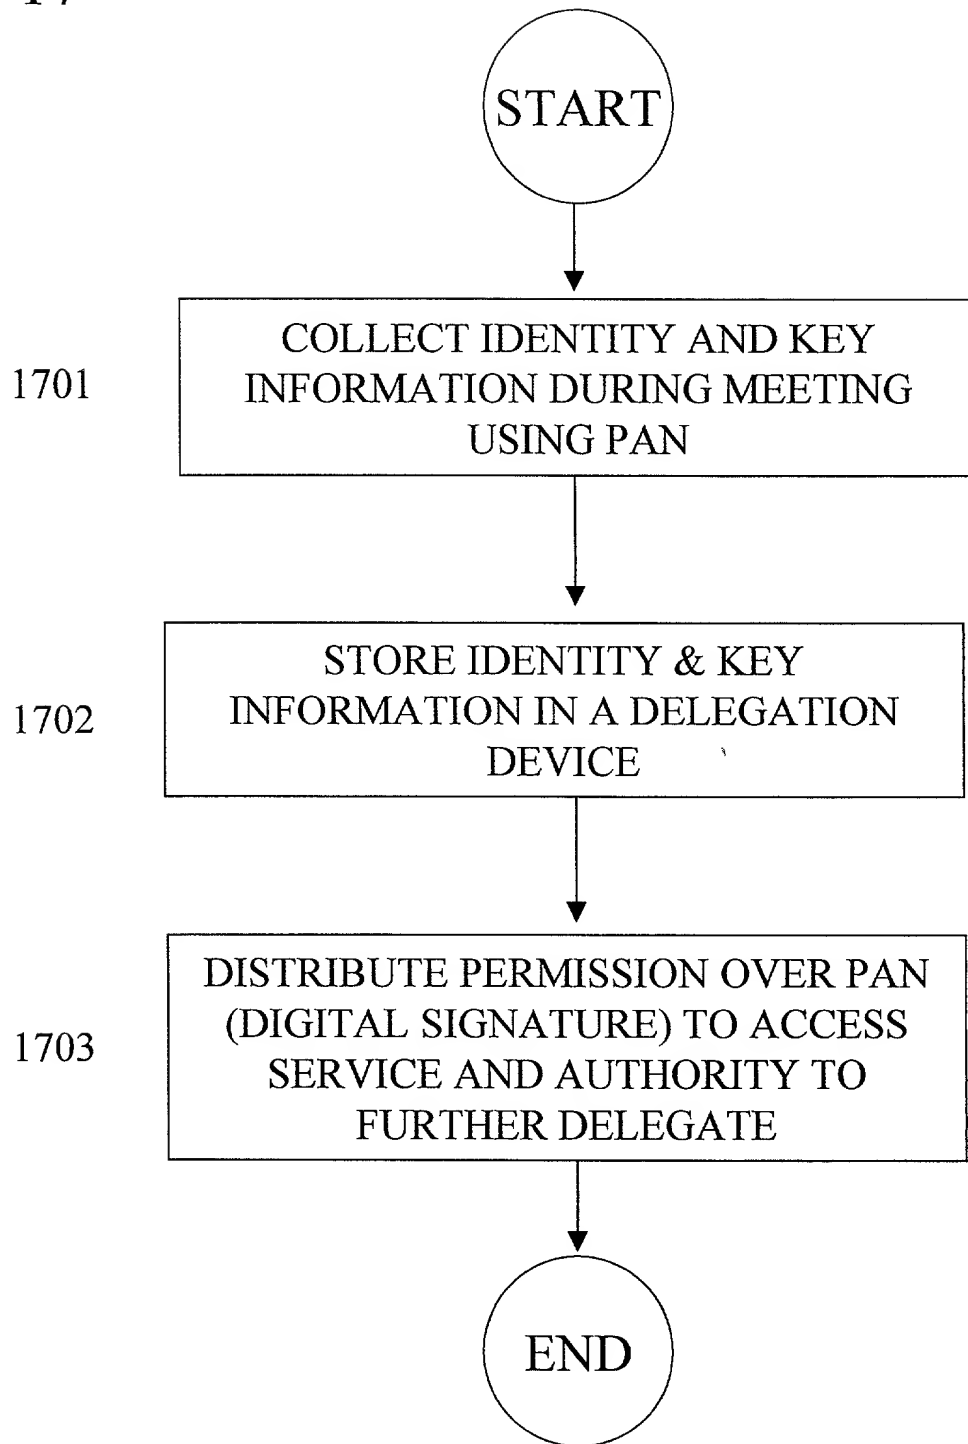 START
1701
COLLECT IDENTITY AND KEY
INFORMATION DURING MEETING
USING PAN
1702
STORE IDENTITY & KEY
INFORMATION IN A DELEGATION
DEVICE
1703
DISTRIBUTE PERMISSION OVER PAN
(DIGITAL SIGNATURE) TO ACCESS
SERVICE AND AUTHORITY TO
FURTHER DELEGATE
END